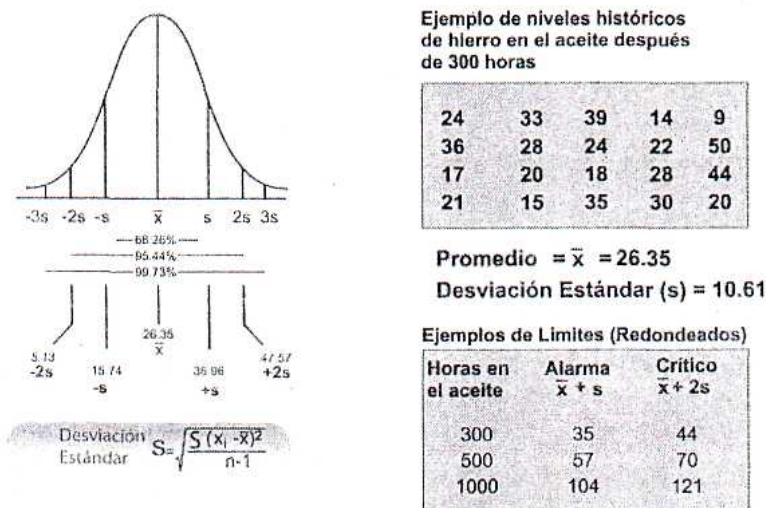 -3s -2s -s x̄ s 2s 3s
68.26%
95.44%
99.73%
26.35
x̄
5.13
-2s
15.74
-s
36.96
+s
47.57
+2s
Desviación Estándar S=√S (xi -x̄)2 / n-1
Ejemplo de niveles históricos
de hierro en el aceite después
de 300 horas
24 33 39 14 9
36 28 24 22 50
17 20 18 28 44
21 15 35 30 20
Promedio = x̄ = 26.35
Desviación Estándar (s) = 10.61
Ejemplos de Limites (Redondeados)
Horas en el aceite Alarma x̄ + s Crítico x̄ + 2s
300 35 44
500 57 70
1000 104 121